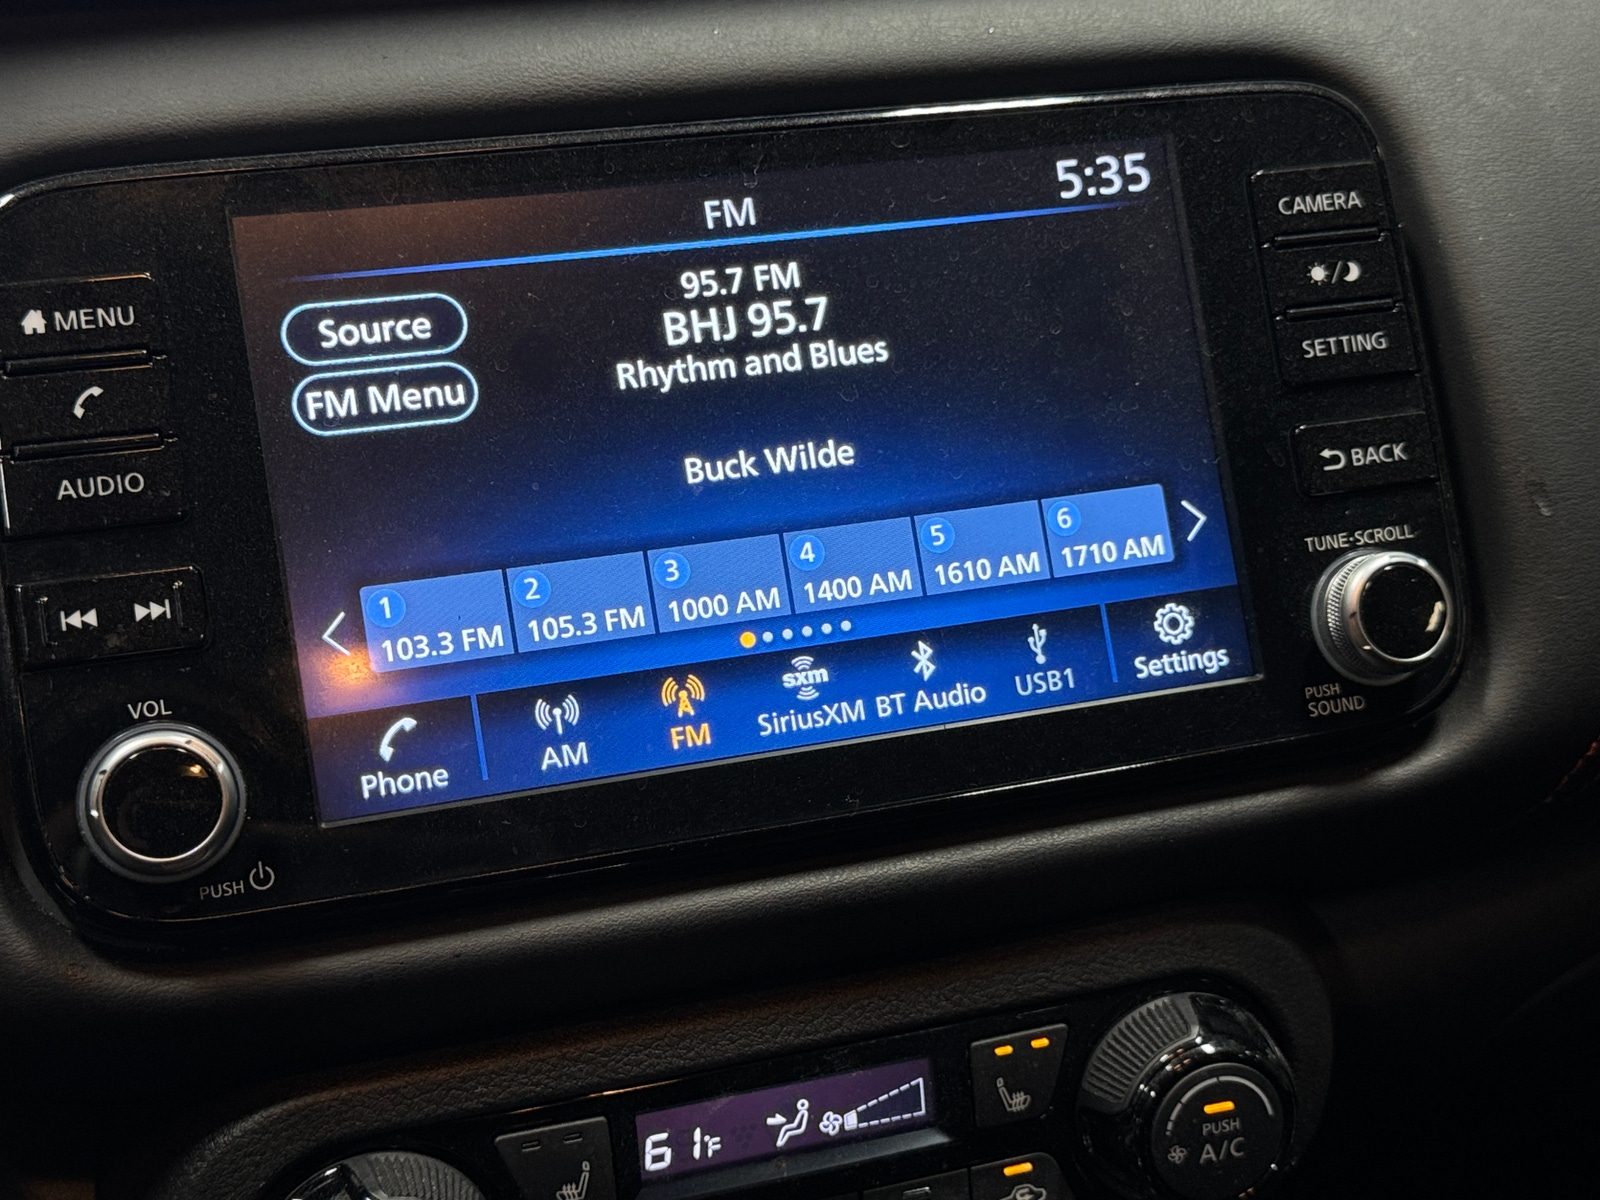 5:35
FM
95.7 FM
BHJ 95.7
Rhythm and Blues
Source
FM Menu
Buck Wilde
1 103.3 FM
2 105.3 FM
3 1000 AM
4 1400 AM
5 1610 AM
6 1710 AM
Phone
AM
FM
sxm
SiriusXM
BT Audio
USB1
Settings
MENU
AUDIO
VOL
PUSH
CAMERA
SETTING
BACK
TUNE·SCROLL
PUSH
SOUND
61°F
PUSH
A/C